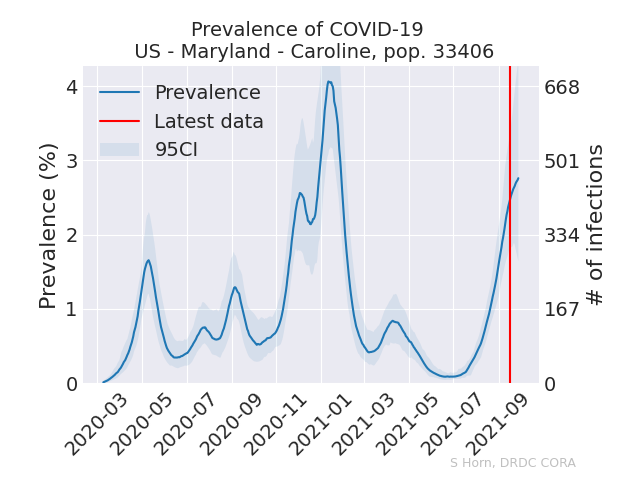 Prevalence of COVID-19
US - Maryland - Caroline, pop. 33406
Prevalence
Latest data
95CI
Prevalence (%)
4
3
2
1
0
668
501
334
167
0
# of infections
2020-03
2020-05
2020-07
2020-09
2020-11
2021-01
2021-03
2021-05
2021-07
2021-09
S Horn, DRDC CORA